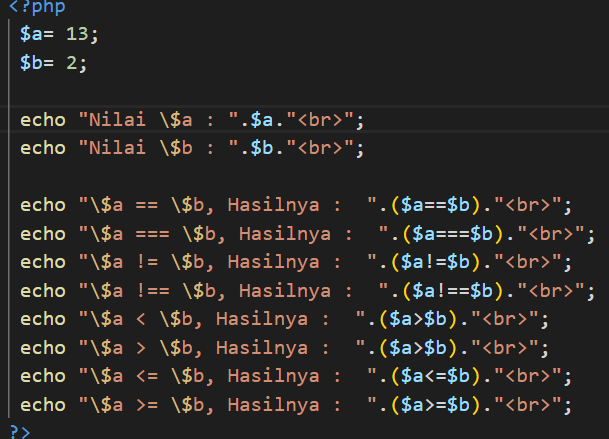 <?php
$a= 13;
$b= 2;
echo "Nilai \$a : ".$a."<br>";
echo "Nilai \$b : ".$b."<br>";
echo "\$a == \$b, Hasilnya :  ".($a==$b)."<br>";
echo "\$a === \$b, Hasilnya :  ".($a===$b)."<br>";
echo "\$a != \$b, Hasilnya :  ".($a!=$b)."<br>";
echo "\$a !== \$b, Hasilnya :  ".($a!==$b)."<br>";
echo "\$a < \$b, Hasilnya :  ".($a>$b)."<br>";
echo "\$a > \$b, Hasilnya :  ".($a>$b)."<br>";
echo "\$a <= \$b, Hasilnya :  ".($a<=$b)."<br>";
echo "\$a >= \$b, Hasilnya :  ".($a>=$b)."<br>";
?>